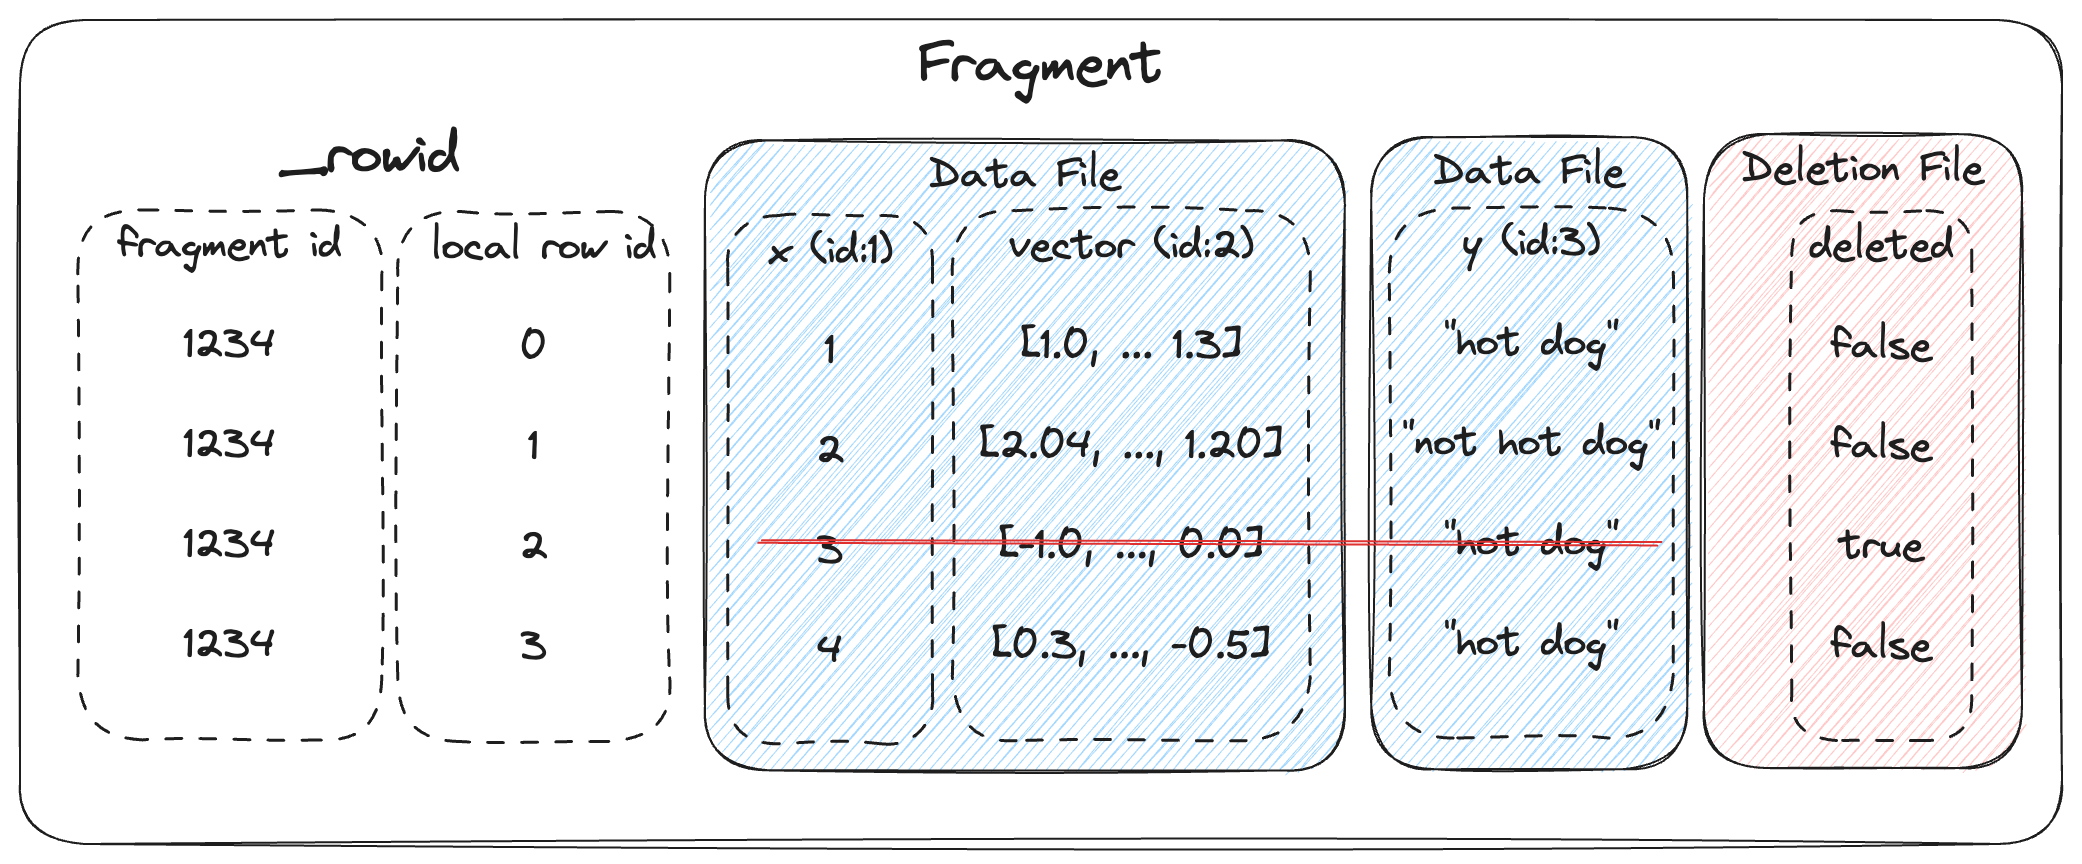 Fragment
__rowid
Data File
Data File
Deletion File
fragment id local row id x (id:1) vector (id:2) y (id:3) deleted
1234 0 1 [1.0, ... 1.3] "hot dog" false
1234 1 2 [2.04, ..., 1.20] "not hot dog" false
1234 2 3 [-1.0, ..., 0.0] "hot dog" true
1234 3 4 [0.3, ..., -0.5] "hot dog" false